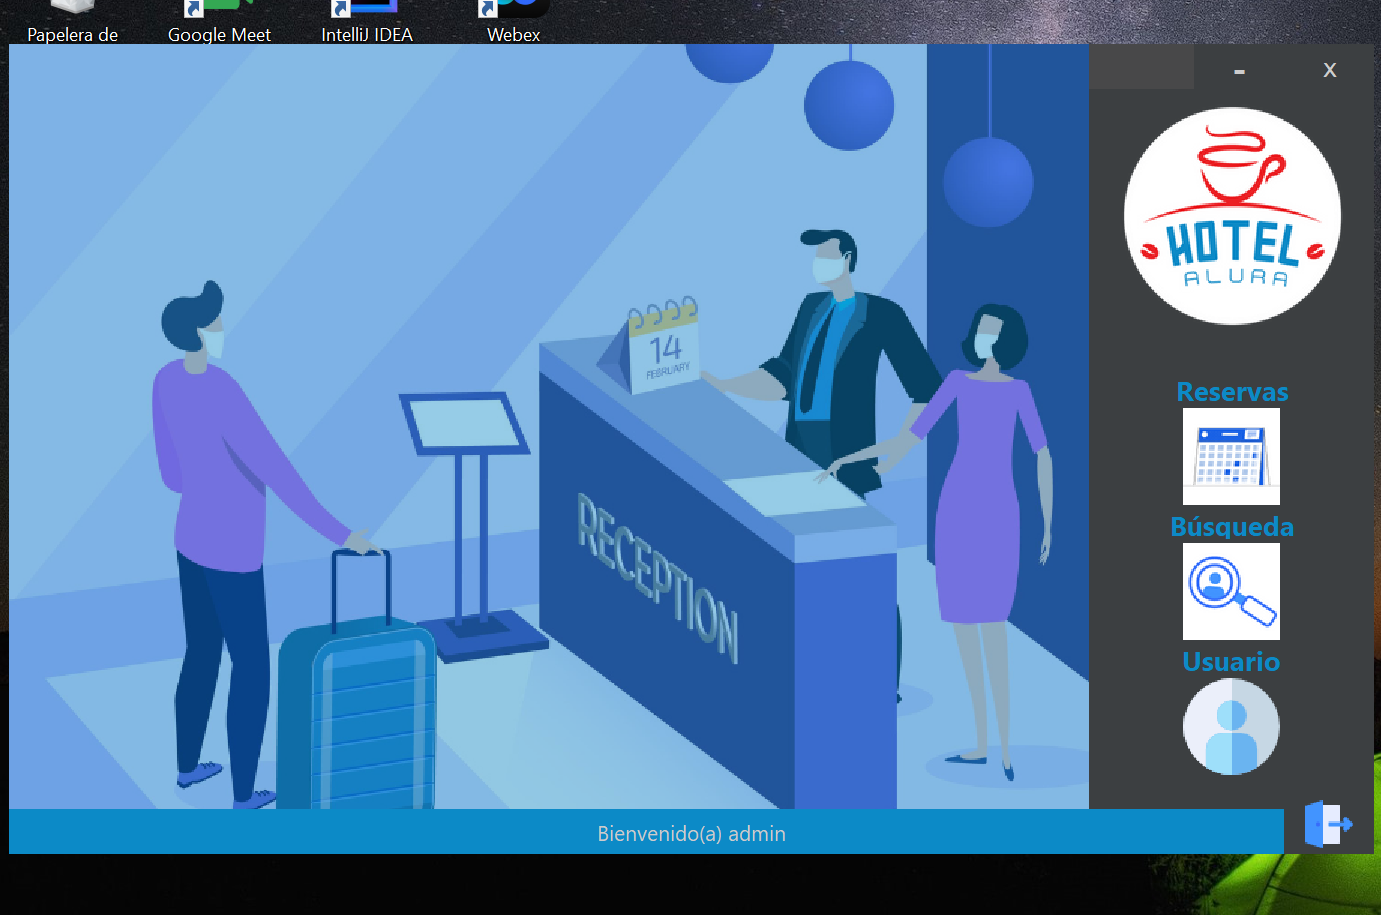 Papelera de
Google Meet
IntelliJ IDEA
Webex
- x
HOTEL
ALURA
14
FEBRUARY
RECEPTION
Reservas
Búsqueda
Usuario
Bienvenido(a) admin